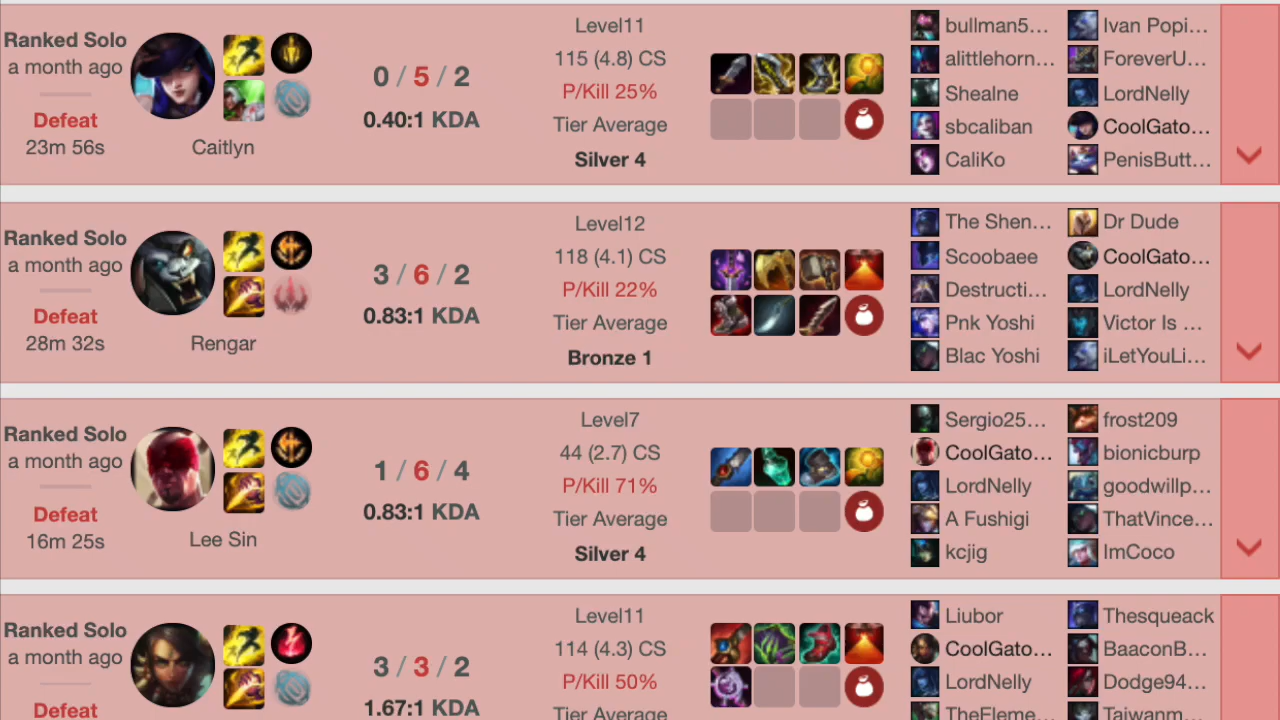 Ranked Solo
a month ago
Defeat
23m 56s
Caitlyn
0 / 5 / 2
0.40:1 KDA
Level11
115 (4.8) CS
P/Kill 25%
Tier Average
Silver 4
bullman5...
alittlehorn...
Shealne
sbcaliban
CaliKo
Ivan Popi...
ForeverU...
LordNelly
CoolGato...
PenisButt...
Ranked Solo
a month ago
Defeat
28m 32s
Rengar
3 / 6 / 2
0.83:1 KDA
Level12
118 (4.1) CS
P/Kill 22%
Tier Average
Bronze 1
The Shen...
Scoobaee
Destructi...
Pnk Yoshi
Blac Yoshi
Dr Dude
CoolGato...
LordNelly
Victor Is ...
iLetYouLi...
Ranked Solo
a month ago
Defeat
16m 25s
Lee Sin
1 / 6 / 4
0.83:1 KDA
Level7
44 (2.7) CS
P/Kill 71%
Tier Average
Silver 4
Sergio25...
CoolGato...
LordNelly
A Fushigi
kcjig
frost209
bionicburp
goodwillp...
ThatVince...
ImCoco
Ranked Solo
a month ago
Defeat
3 / 3 / 2
1.67:1 KDA
Level11
114 (4.3) CS
P/Kill 50%
Tier Average
Liubor
CoolGato...
LordNelly
TheFleme...
Thesqueack
BaaconB...
Dodge94...
Taiwanm...